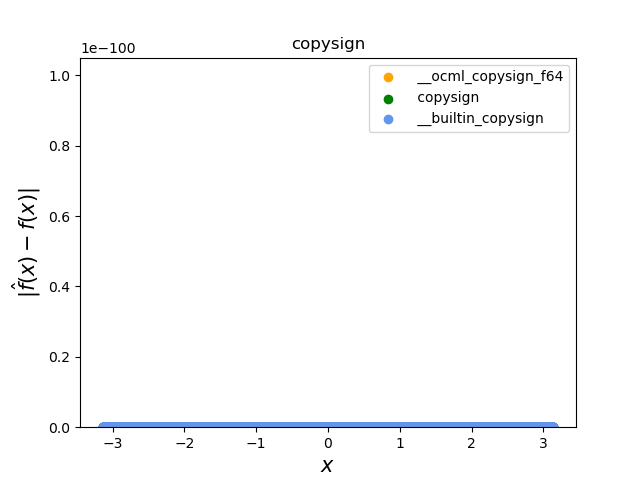 copysign
1e−100
1.0
0.8
0.6
0.4
0.2
0.0
|f̂(x) − f(x)|
__ocml_copysign_f64
copysign
__builtin_copysign
−3 −2 −1 0 1 2 3
x